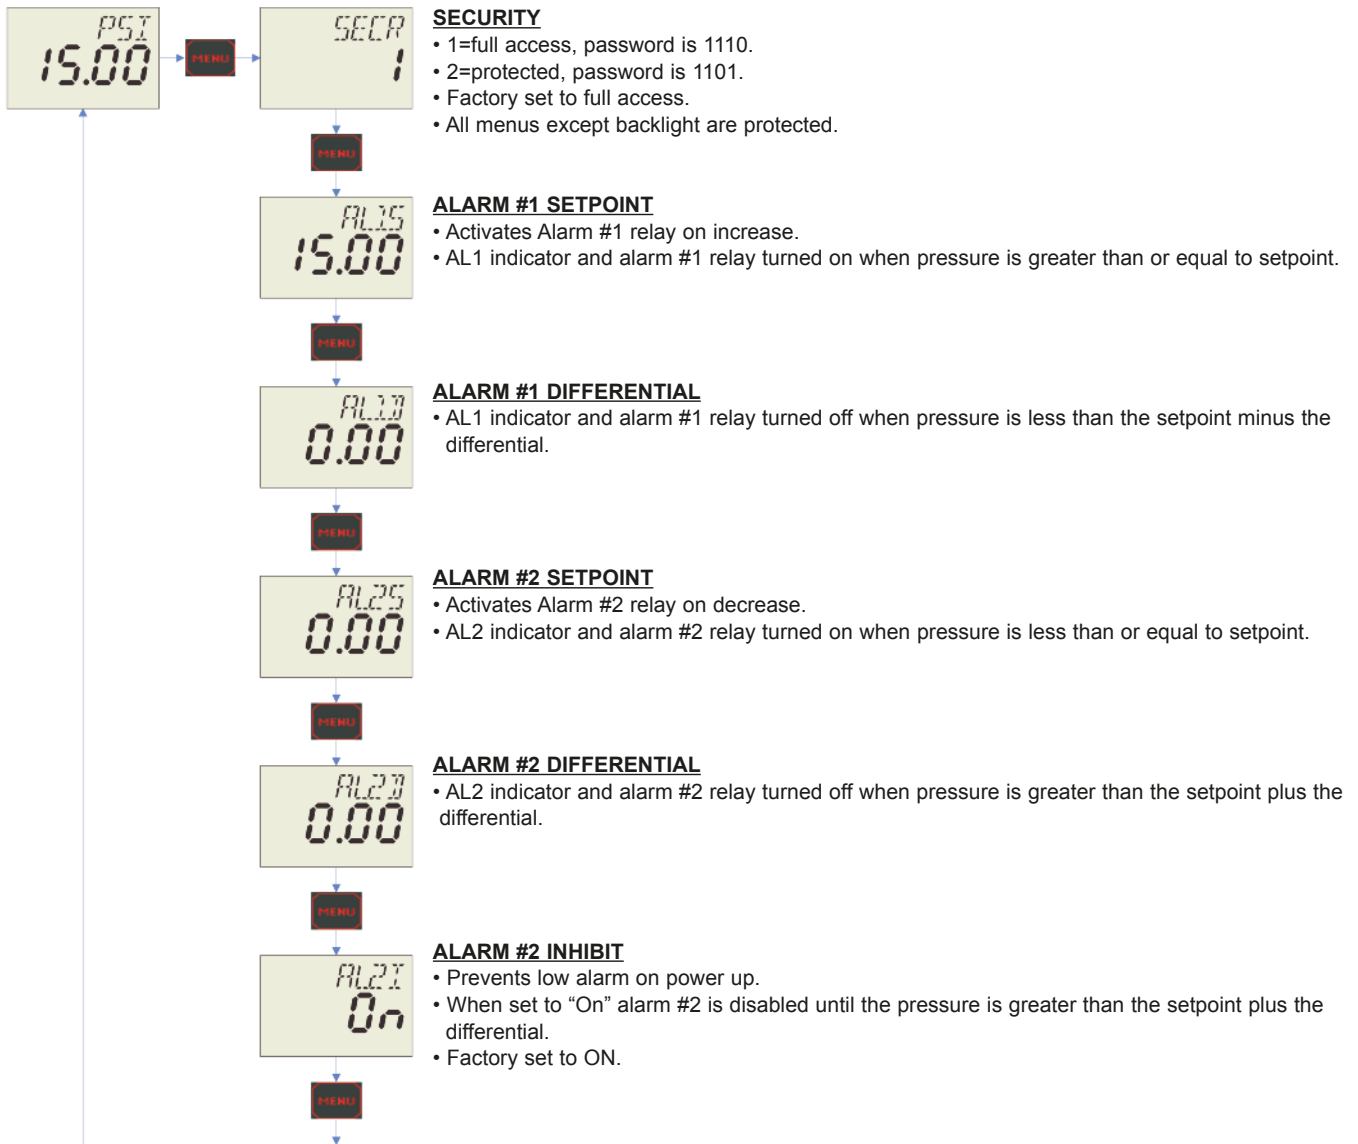 PSI
15.00
MENU
SECR
1
SECURITY
• 1=full access, password is 1110.
• 2=protected, password is 1101.
• Factory set to full access.
• All menus except backlight are protected.
MENU
AL1S
15.00
ALARM #1 SETPOINT
• Activates Alarm #1 relay on increase.
• AL1 indicator and alarm #1 relay turned on when pressure is greater than or equal to setpoint.
MENU
AL1D
0.00
ALARM #1 DIFFERENTIAL
• AL1 indicator and alarm #1 relay turned off when pressure is less than the setpoint minus the
differential.
MENU
AL2S
0.00
ALARM #2 SETPOINT
• Activates Alarm #2 relay on decrease.
• AL2 indicator and alarm #2 relay turned on when pressure is less than or equal to setpoint.
MENU
AL2D
0.00
ALARM #2 DIFFERENTIAL
• AL2 indicator and alarm #2 relay turned off when pressure is greater than the setpoint plus the
differential.
MENU
AL2I
On
ALARM #2 INHIBIT
• Prevents low alarm on power up.
• When set to “On” alarm #2 is disabled until the pressure is greater than the setpoint plus the
differential.
• Factory set to ON.
MENU